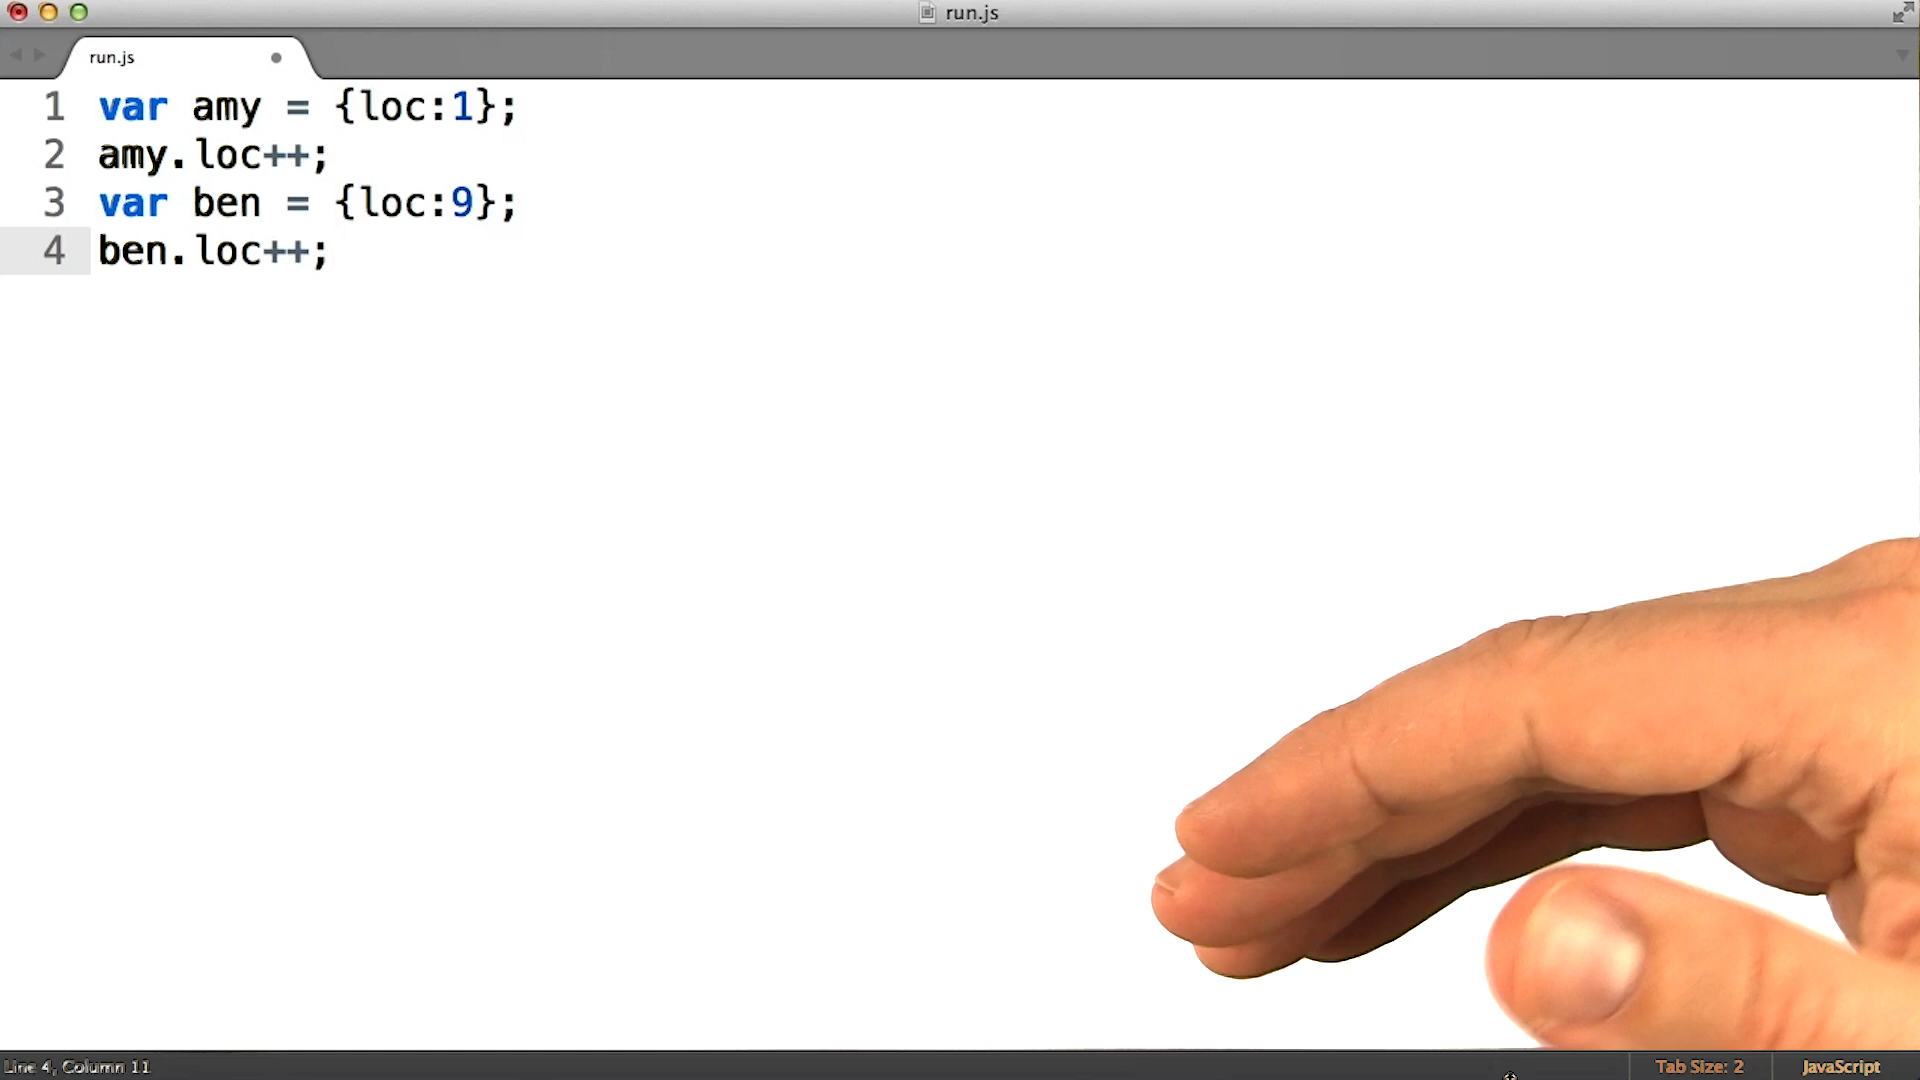 run.js
run.js
1 var amy = {loc:1};
2 amy.loc++;
3 var ben = {loc:9};
4 ben.loc++;
Line 4, Column 11
Tab Size: 2
JavaScript